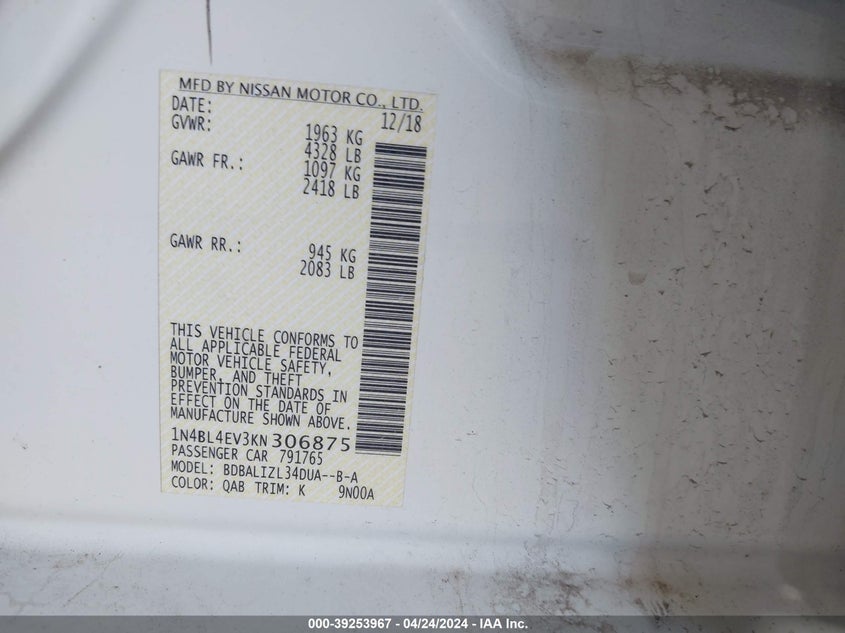 MFD BY NISSAN MOTOR CO., LTD.
DATE: 12/18
GVWR: 1963 KG
4328 LB
GAWR FR.: 1097 KG
2418 LB
GAWR RR.: 945 KG
2083 LB
THIS VEHICLE CONFORMS TO
ALL APPLICABLE FEDERAL
MOTOR VEHICLE SAFETY,
BUMPER, AND THEFT
PREVENTION STANDARDS IN
EFFECT ON THE DATE OF
MANUFACTURE SHOWN ABOVE.
1N4BL4EV3KN306875
PASSENGER CAR 791765
MODEL: BDBALIZL34DUA--B-A
COLOR: QAB TRIM: K 9N00A
000-39253967 - 04/24/2024 - IAA Inc.